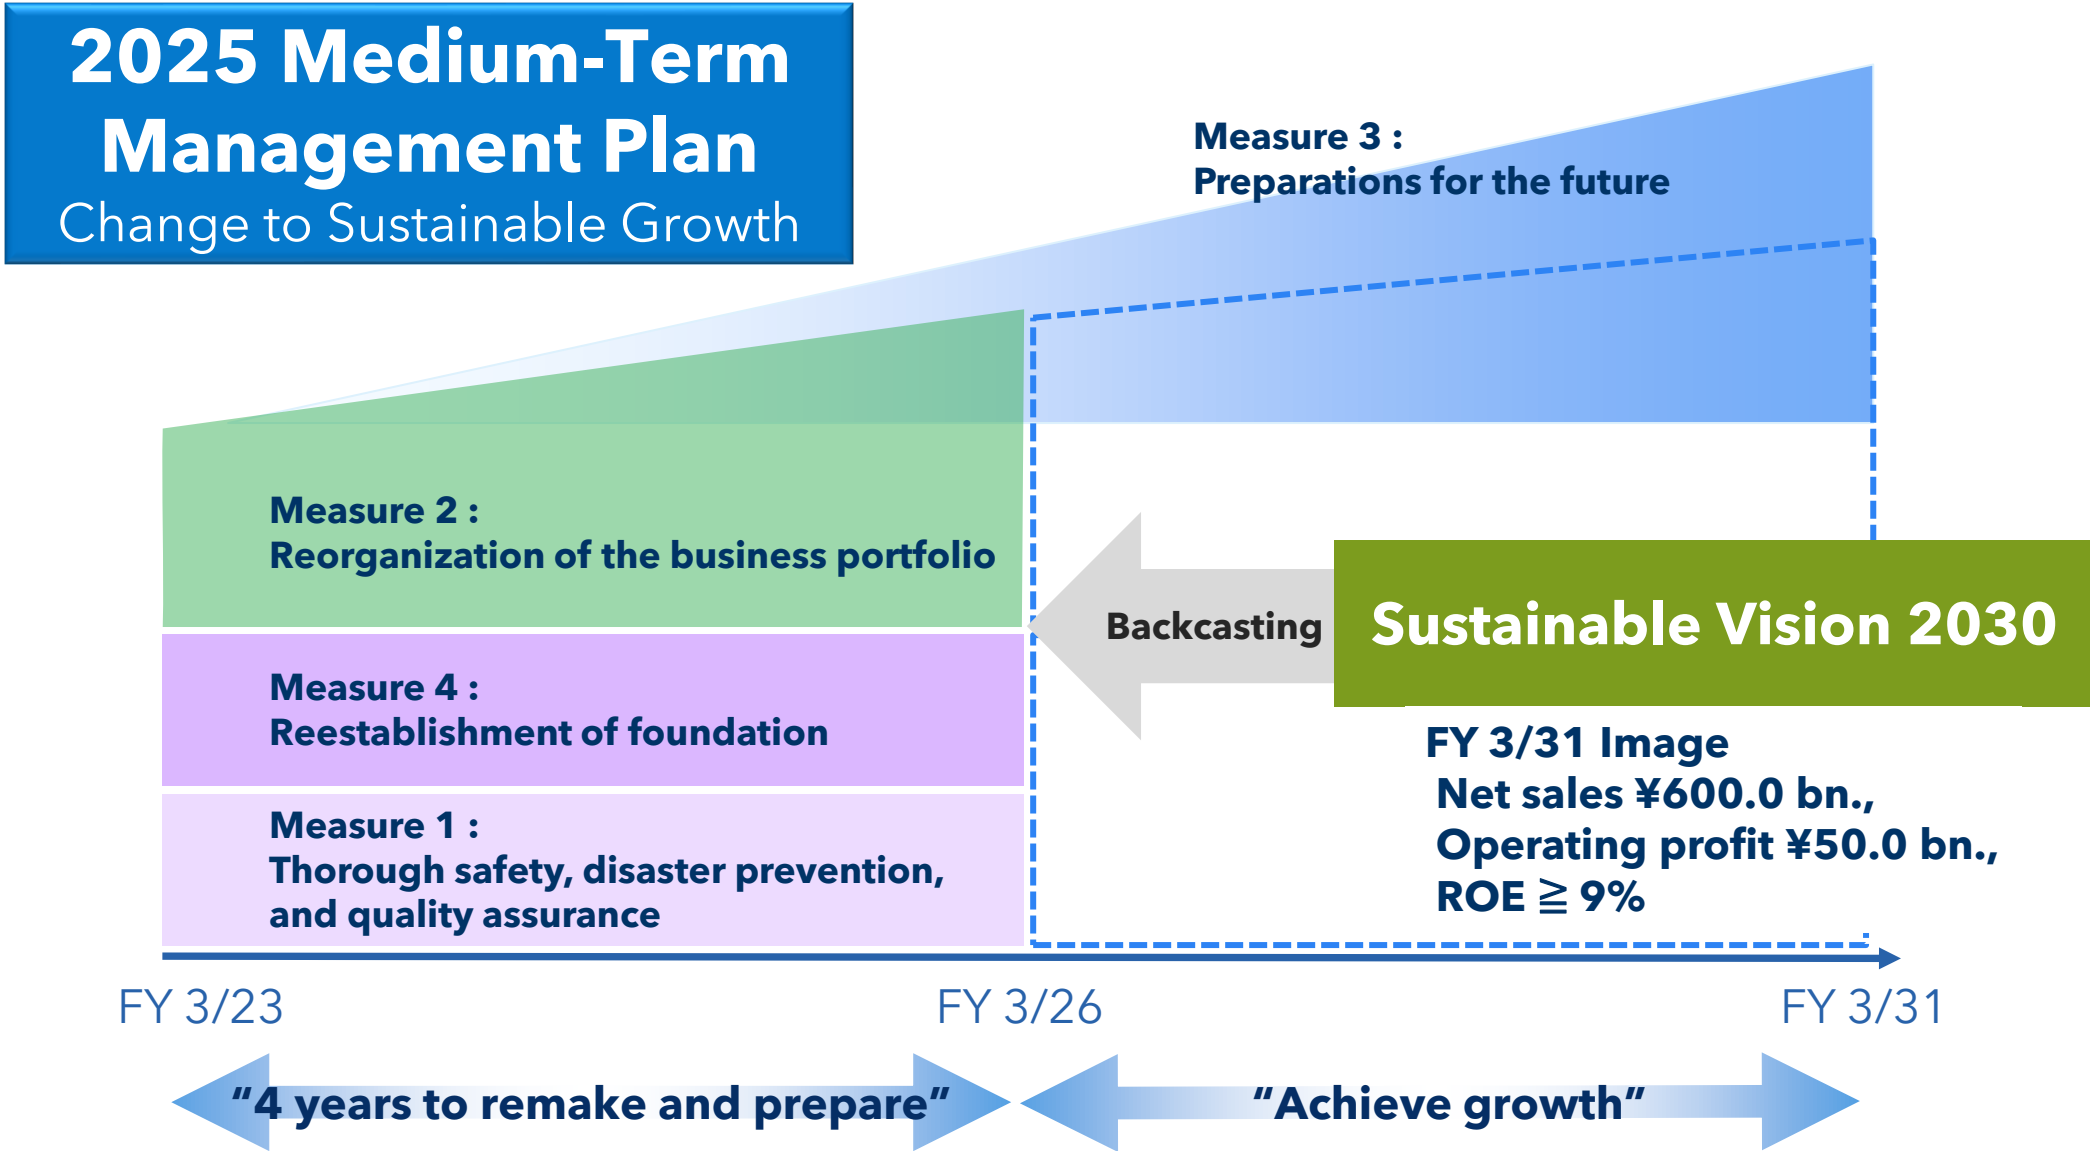 2025 Medium-Term
Management Plan
Change to Sustainable Growth
Measure 3 :
Preparations for the future
Measure 2 :
Reorganization of the business portfolio
Measure 4 :
Reestablishment of foundation
Measure 1 :
Thorough safety, disaster prevention,
and quality assurance
Backcasting
Sustainable Vision 2030
FY 3/31 Image
Net sales ¥600.0 bn.,
Operating profit ¥50.0 bn.,
ROE ≧ 9%
FY 3/23
FY 3/26
FY 3/31
“4 years to remake and prepare”
“Achieve growth”